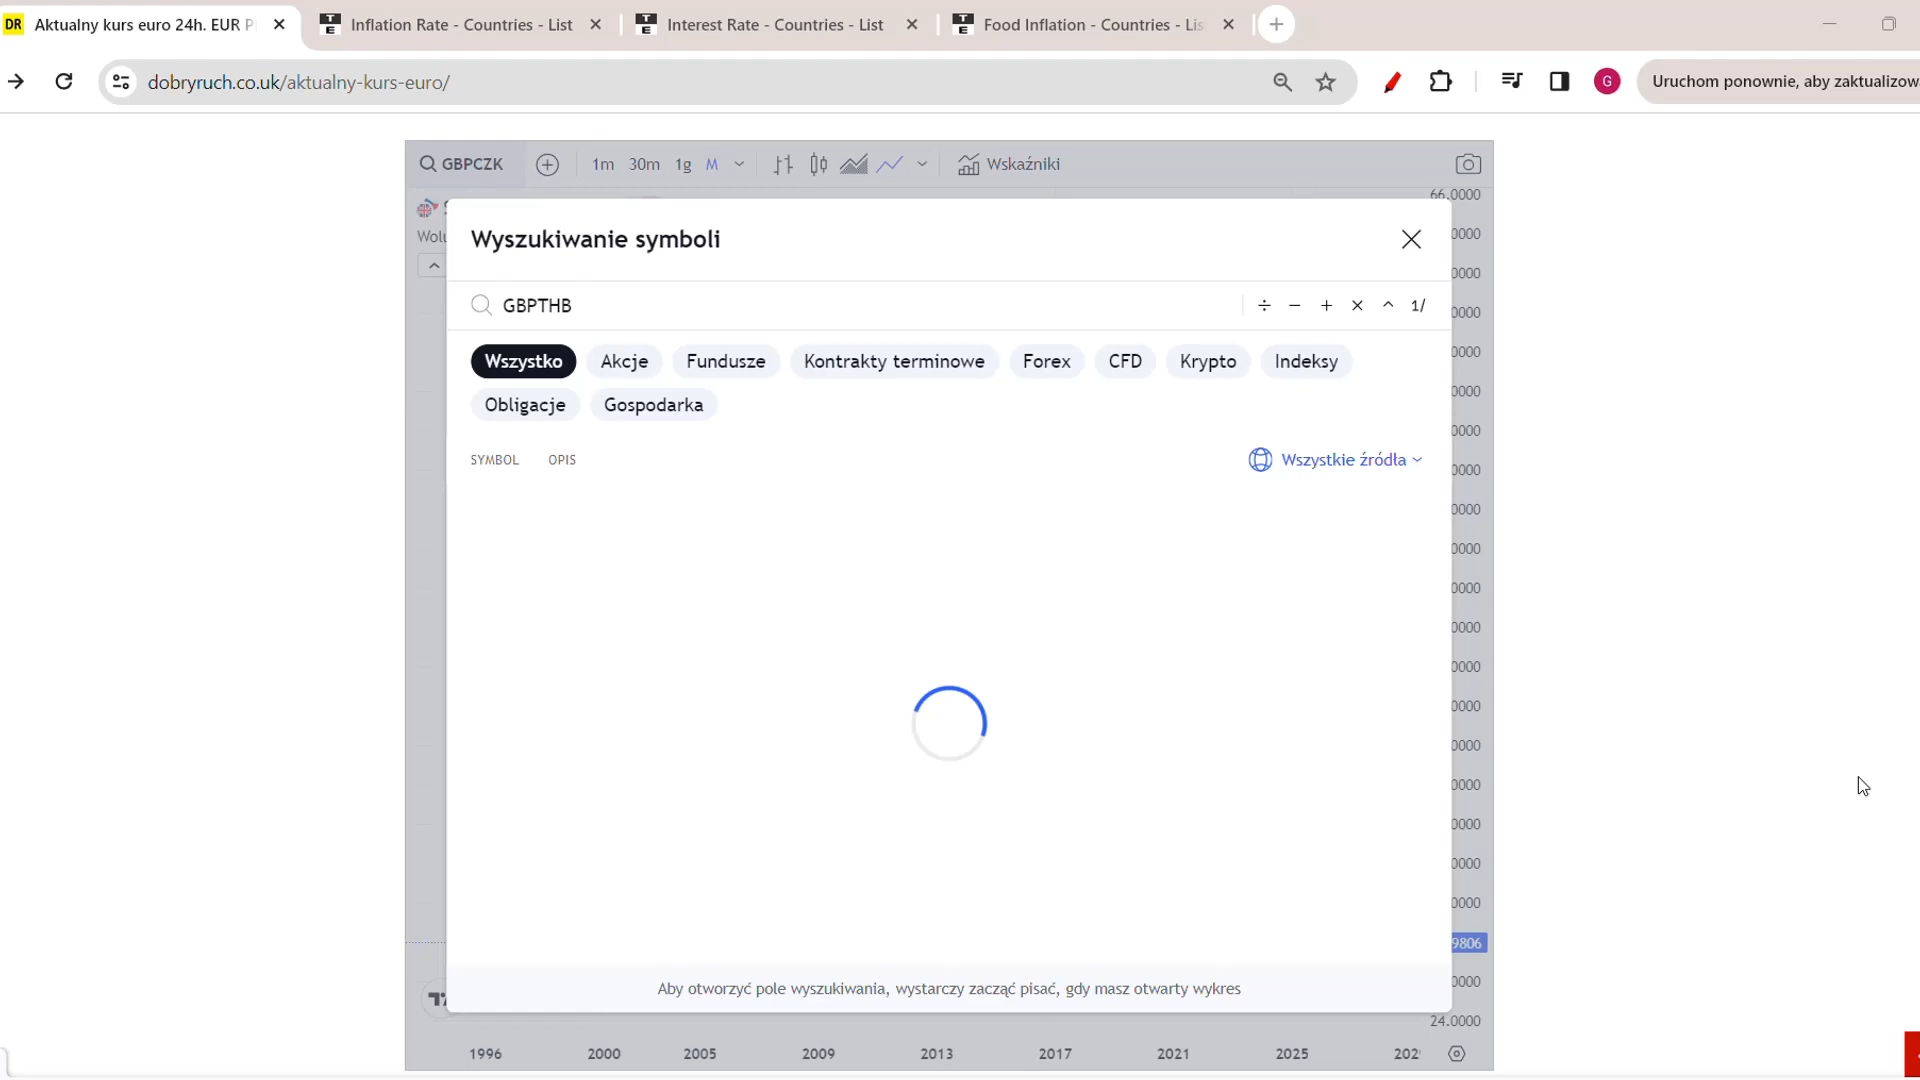 DR Aktualny kurs euro 24h. EUR P
Inflation Rate - Countries - List
Interest Rate - Countries - List
Food Inflation - Countries - Lis
dobryruch.co.uk/aktualny-kurs-euro/
G
Uruchom ponownie, aby zaktualizowa
GBPCZK
1m 30m 1g M
Wskaźniki
66.0000
Wyszukiwanie symboli
GBPTHB
÷ − + × ^ 1/
Wszystko Akcje Fundusze Kontrakty terminowe Forex CFD Krypto Indeksy
Obligacje Gospodarka
SYMBOL OPIS
Wszystkie źródła
9806
Aby otworzyć pole wyszukiwania, wystarczy zacząć pisać, gdy masz otwarty wykres
24.0000
1996 2000 2005 2009 2013 2017 2021 2025 202